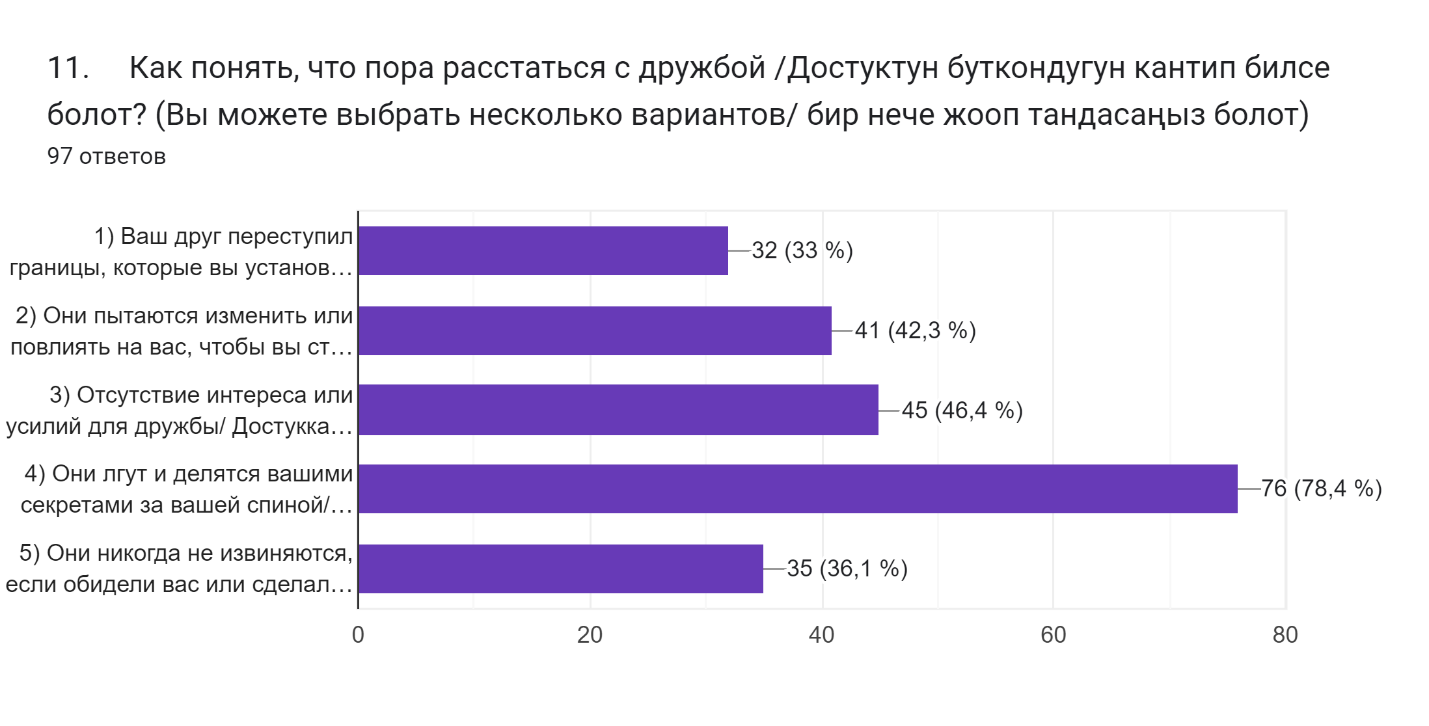 11. Как понять, что пора расстаться с дружбой /Достуктун буткондугун кантип билсе
болот? (Вы можете выбрать несколько вариантов/ бир нече жооп тандасаңыз болот)
97 ответов
1) Ваш друг переступил
границы, которые вы установ…
32 (33 %)
2) Они пытаются изменить или
повлиять на вас, чтобы вы ст…
41 (42,3 %)
3) Отсутствие интереса или
усилий для дружбы/ Достукка…
45 (46,4 %)
4) Они лгут и делятся вашими
секретами за вашей спиной/…
76 (78,4 %)
5) Они никогда не извиняются,
если обидели вас или сделал…
35 (36,1 %)
0 20 40 60 80